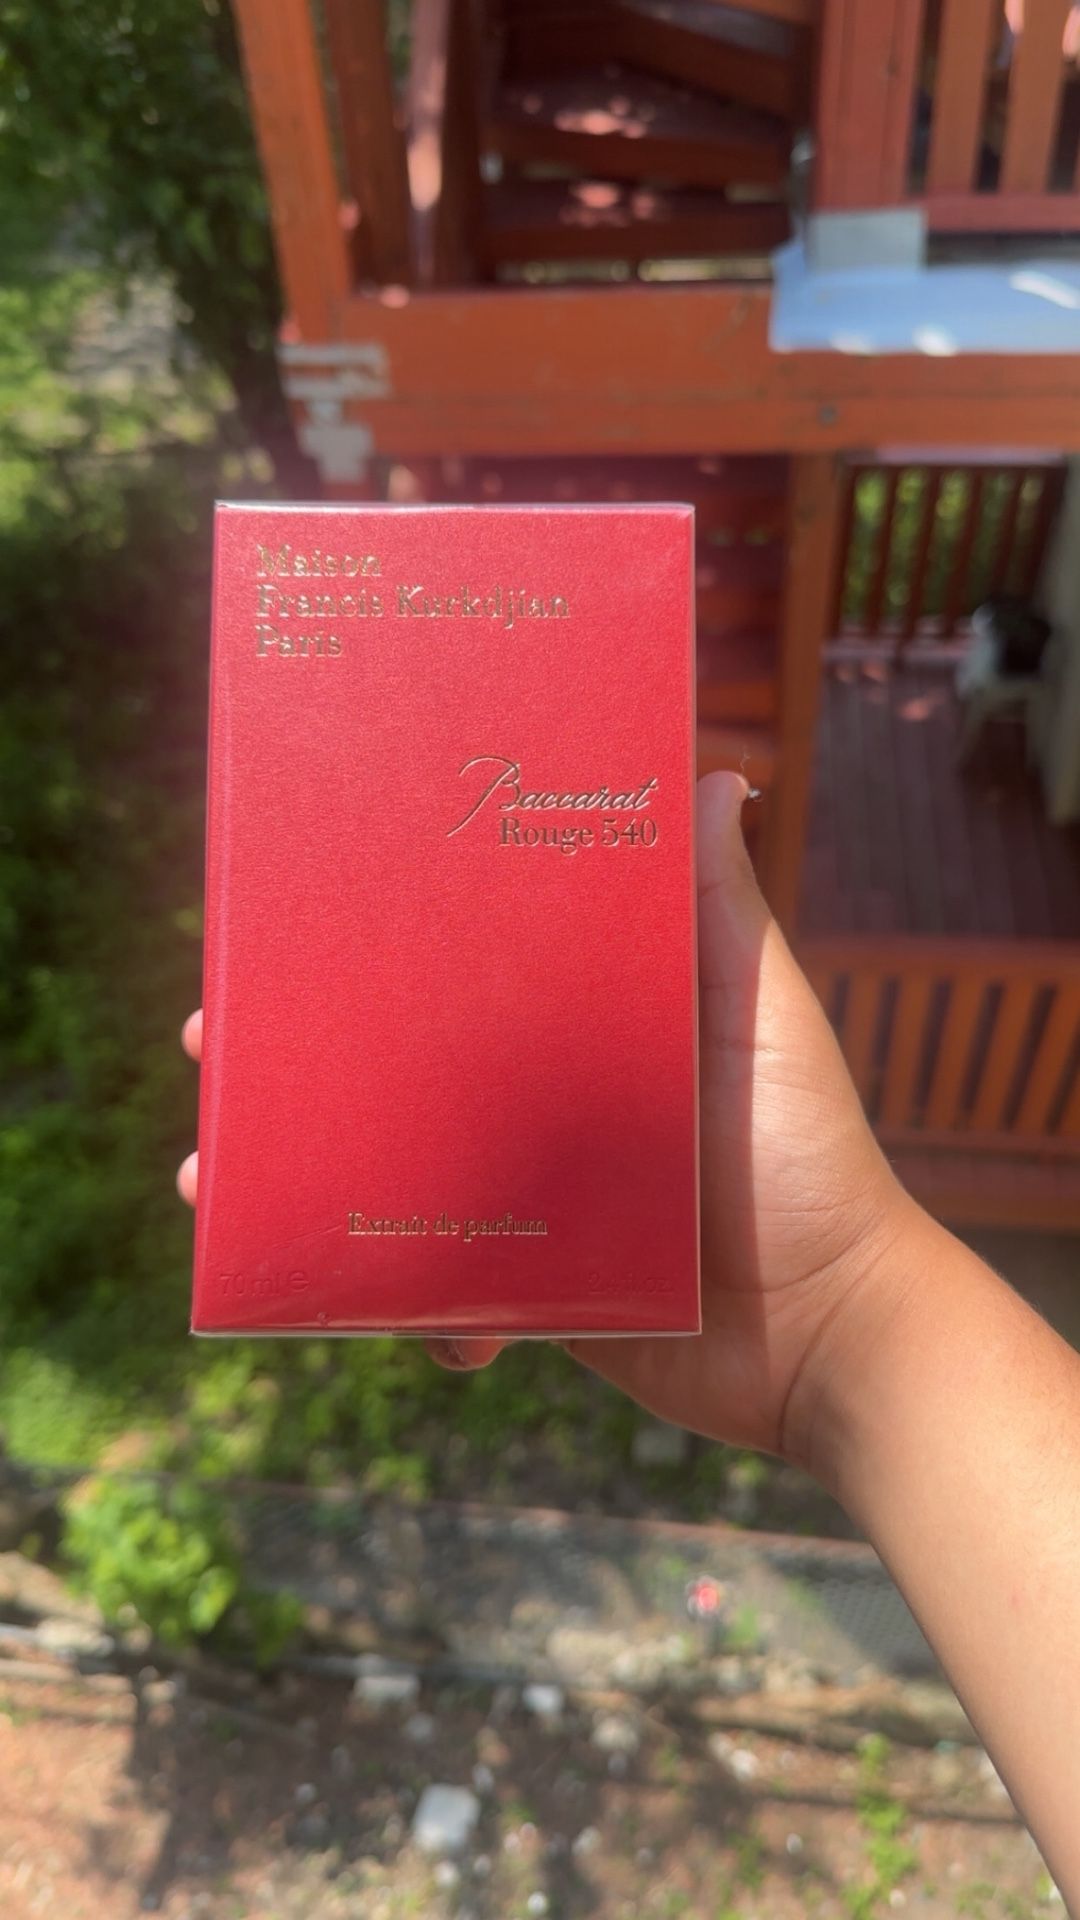 Maison
Francis Kurkdjian
Paris
Baccarat
Rouge 540
Extrait de parfum
70 ml ℮ 2.4 fl.oz.